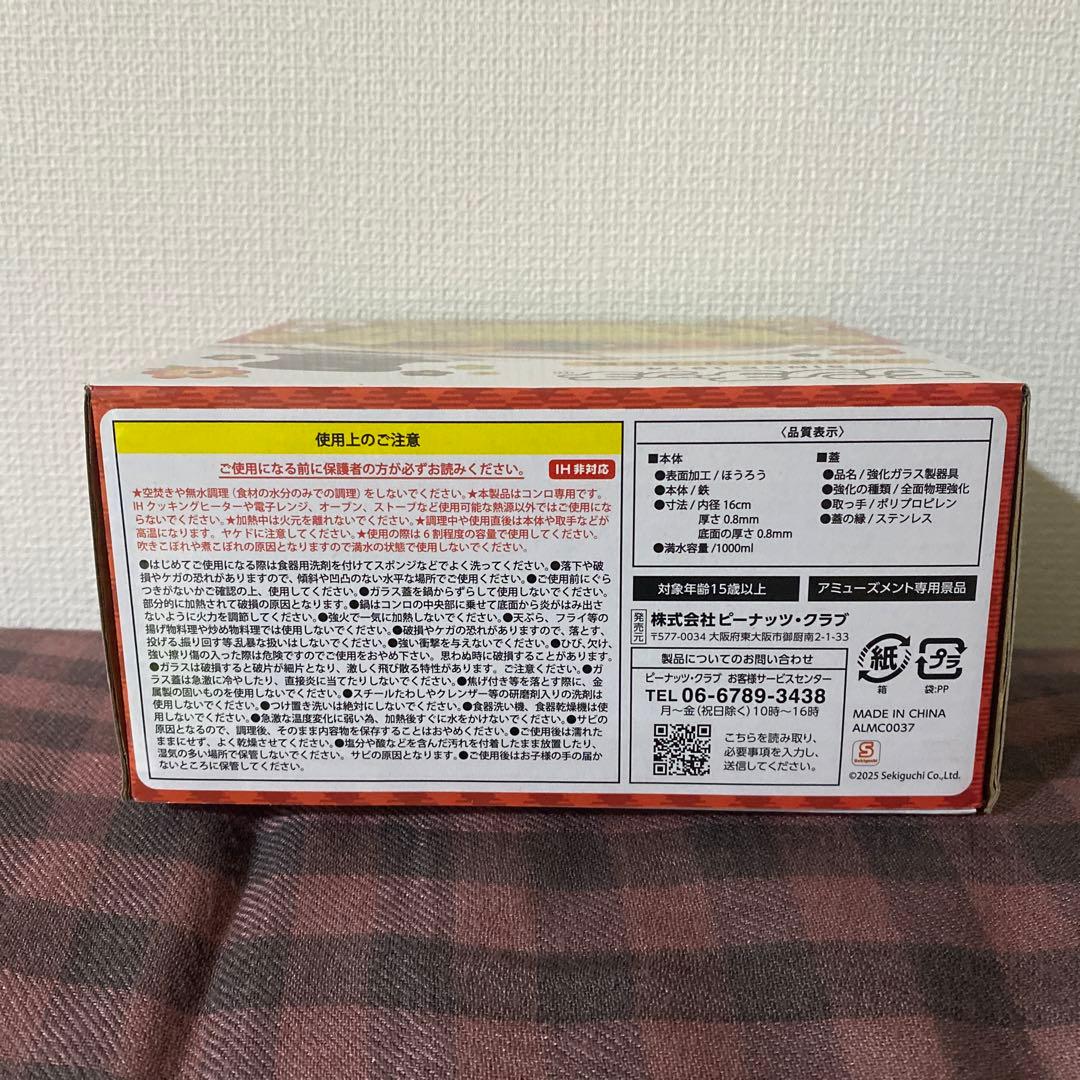 使用上のご注意
ご使用になる前に保護者の方が必ずお読みください。
IH 非対応
★空焚きや無水調理（食材の水分のみでの調理）をしないでください。★本製品はコンロ専用です。
IHクッキングヒーターや電子レンジ、オーブン、ストーブなど使用可能な熱源以外ではご使用にな
らないでください。★加熱中は火元を離れないでください。★調理中や使用直後は本体や取手などが
高温になります。ヤケドに注意してください。★使用の際は6割程度の容量で使用してください。
吹きこぼれや煮こぼれの原因となりますので満水の状態で使用しないでください。
●はじめてご使用になる際は食器用洗剤を付けてスポンジなどでよく洗ってください。●落下や破
損やケガの恐れがありますので、傾斜や凹凸のない水平な場所でご使用ください。●ご使用前にぐら
つきがないかご確認の上、使用してください。●ガラス蓋を鍋からずらして使用しないでください。
部分的に加熱されて破損の原因となります。●鍋はコンロの中央部に乗せて底面から炎がはみ出さ
ないように火力を調節してください。●強火で一気に加熱しないでください。●天ぷら、フライ等の
揚げ物料理や炒め物料理では使用しないでください。●破損やケガの恐れがありますので、落とす、
投げる、振り回す等、乱暴な扱いはしないでください。●強い衝撃を与えないでください。●ひび、欠け、
強い擦り傷の入った際は危険ですのでご使用をおやめ下さい。思わぬ時に破損することがあります。
●ガラスは破損すると破片が細片となり、激しく飛び散る特性があります。ご注意ください。●ガ
ラス蓋は急激に冷やしたり、直接炎に当てたりしないでください。●焦げ付き等を落とす際に、金
属製の固いものを使用しないでください。●スチールたわしやクレンザー等の研磨剤入りの洗剤は
使用しないでください。●つけ置き洗いは絶対にしないでください。●食器洗い機、食器乾燥機は使
用しないでください。●急激な温度変化に弱い為、加熱後すぐに水をかけないでください。●サビの
原因となるので、調理後、そのまま内容物を保存することはおやめください。●ご使用後は濡れた
ままにせず、よく乾燥させてください。●塩分や酸などを含んだ汚れを付着したまま放置したり、
湿気の多い場所で保管しないでください。サビの原因となります。●ご使用後はお子様の手の届か
ないところに保管してください。
〈品質表示〉
■本体
●表面加工/ほうろう
●本体/鉄
●寸法/内径16cm
厚さ0.8mm
底面の厚さ0.8mm
●満水容量/1000ml
■蓋
●品名/強化ガラス製器具
●強化の種類/全面物理強化
●取っ手/ポリプロピレン
●蓋の縁/ステンレス
対象年齢15歳以上
アミューズメント専用景品
発売元
株式会社ピーナッツ・クラブ
〒577-0034 大阪府東大阪市御厨南2-1-33
製品についてのお問い合わせ
ピーナッツ・クラブ お客様サービスセンター
TEL 06-6789-3438
月～金（祝日除く）10時～16時
こちらを読み取り、
必要事項を入力し、
送信してください。
紙
箱
プラ
袋:PP
MADE IN CHINA
ALMC0037
S
Sekiguchi
©2025 Sekiguchi Co.,Ltd.